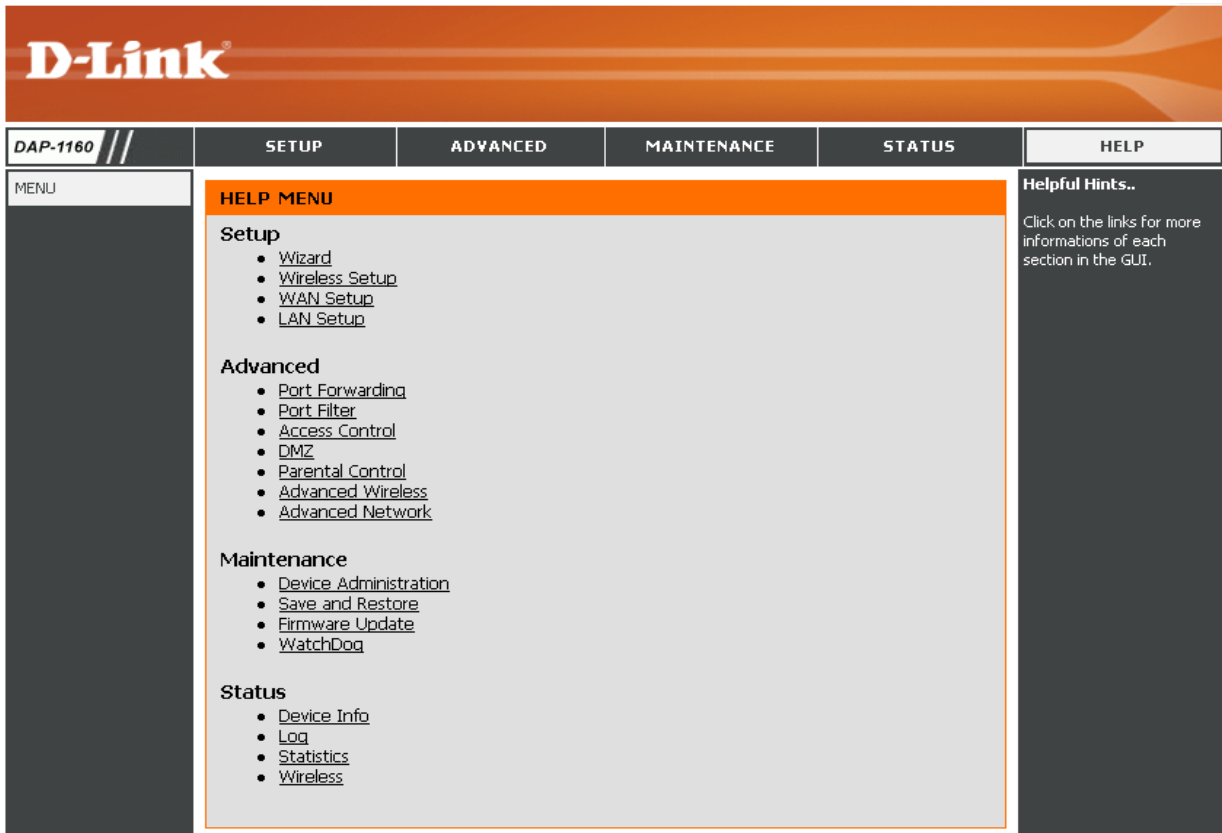 D-Link®
DAP-1160
SETUP
ADVANCED
MAINTENANCE
STATUS
HELP
MENU
HELP MENU
Setup
Wizard
Wireless Setup
WAN Setup
LAN Setup
Advanced
Port Forwarding
Port Filter
Access Control
DMZ
Parental Control
Advanced Wireless
Advanced Network
Maintenance
Device Administration
Save and Restore
Firmware Update
WatchDog
Status
Device Info
Log
Statistics
Wireless
Helpful Hints..
Click on the links for more
informations of each
section in the GUI.